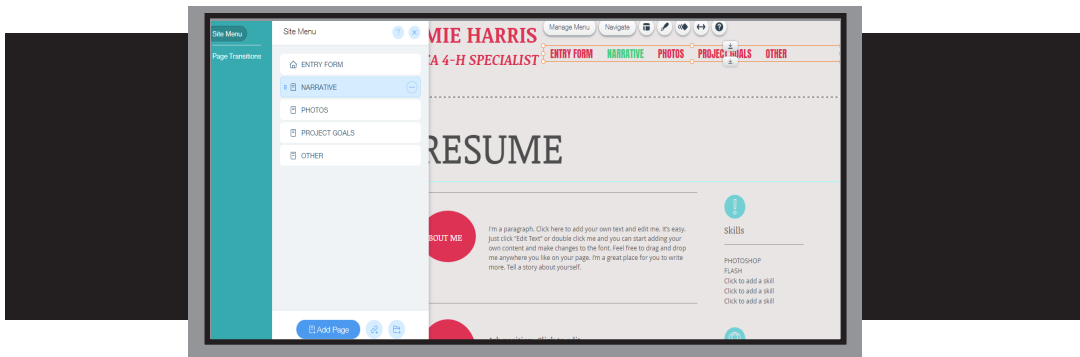 Site Menu
Page Transitions
Site Menu
?
ENTRY FORM
NARRATIVE
PHOTOS
PROJECT GOALS
OTHER
Add Page
MIE HARRIS
A 4-H SPECIALIST
Manage Menu
Navigate
?
ENTRY FORM
NARRATIVE
PHOTOS
PROJECT GOALS
OTHER
RESUME
BOUT ME
I'm a paragraph. Click here to add your own text and edit me. It's easy.
Just click "Edit Text" or double click me and you can start adding your
own content and make changes to the font. Feel free to drag and drop
me anywhere you like on your page. I'm a great place for you to write
more. Tell a story about yourself.
Skills
PHOTOSHOP
FLASH
Click to add a skill
Click to add a skill
Click to add a skill